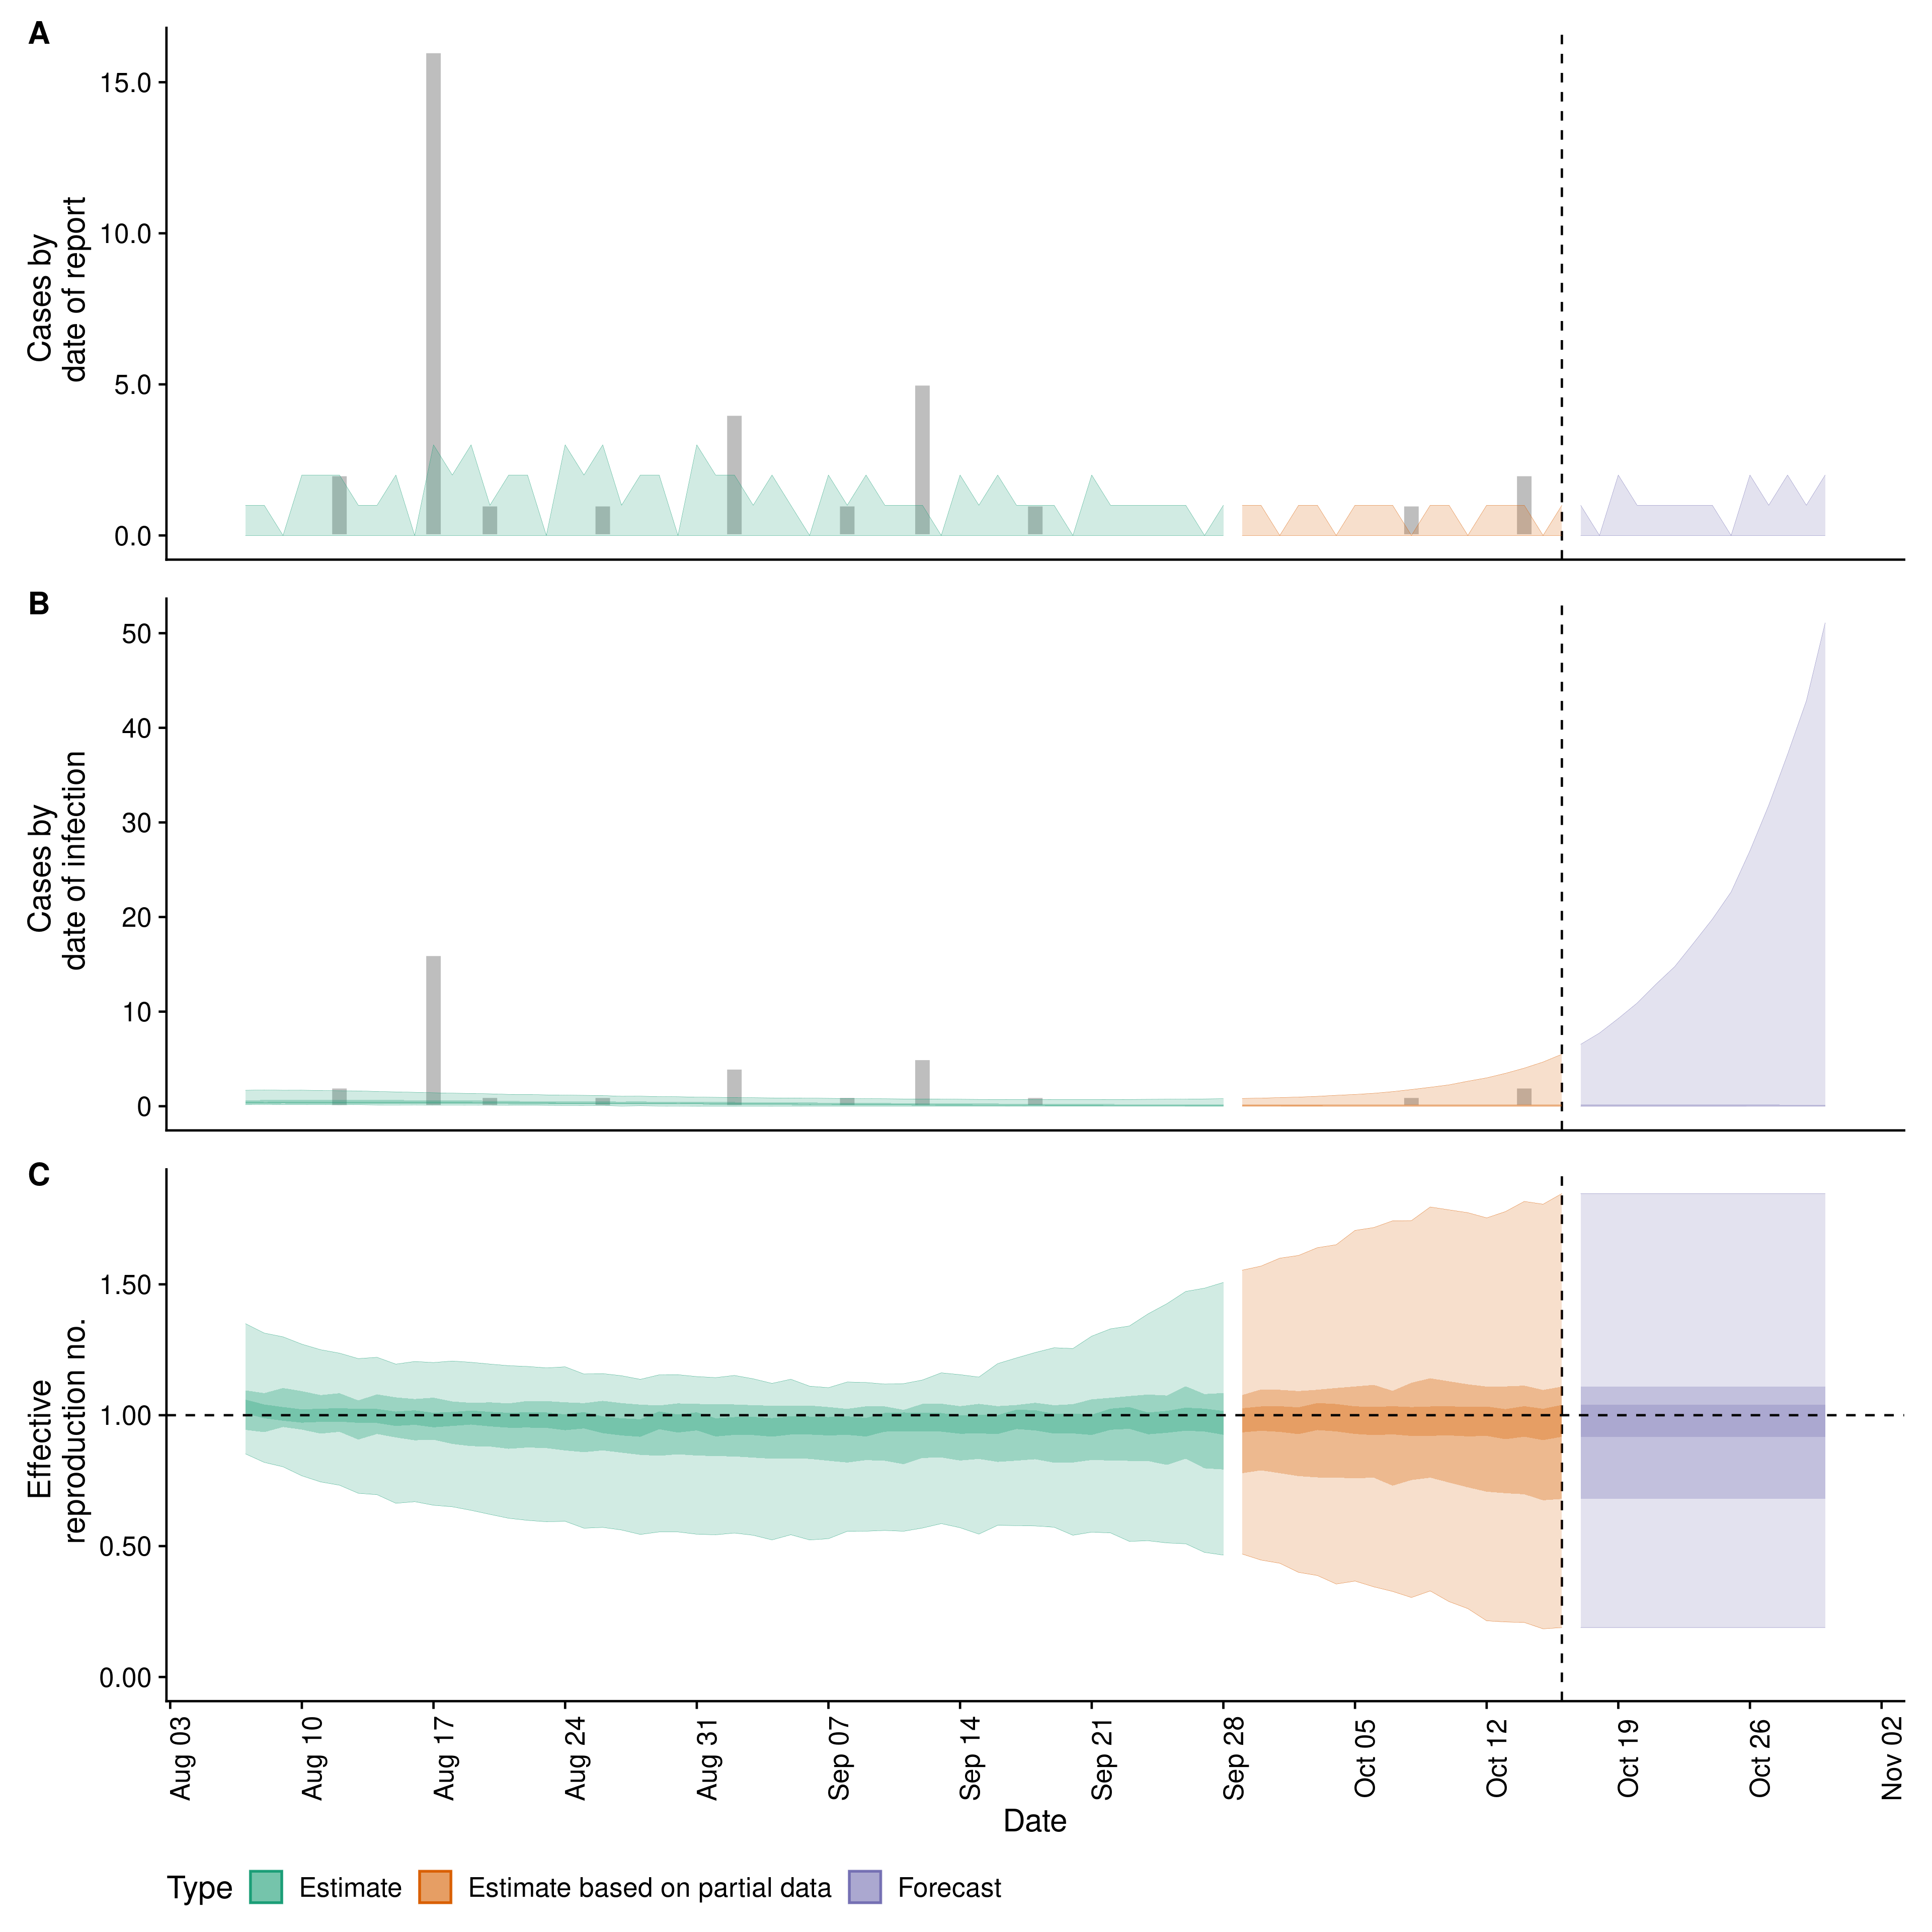 A
15.0
10.0
5.0
0.0
Cases by
date of report
B
50
40
30
20
10
0
Cases by
date of infection
C
1.50
1.00
0.50
0.00
Effective
reproduction no.
Aug 03
Aug 10
Aug 17
Aug 24
Aug 31
Sep 07
Sep 14
Sep 21
Sep 28
Oct 05
Oct 12
Oct 19
Oct 26
Nov 02
Date
Type Estimate Estimate based on partial data Forecast